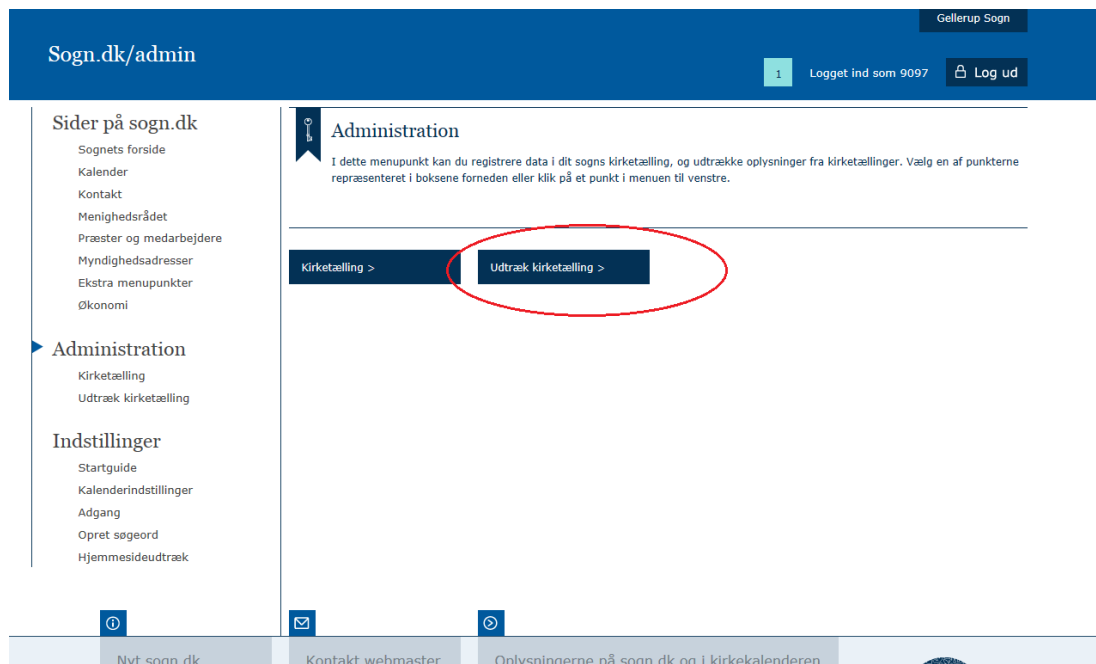 Gellerup Sogn
Sogn.dk/admin
1 Logget ind som 9097 Log ud
Sider på sogn.dk
Sognets forside
Kalender
Kontakt
Menighedsrådet
Præster og medarbejdere
Myndighedsadresser
Ekstra menupunkter
Økonomi
Administration
Kirketælling
Udtræk kirketælling
Indstillinger
Startguide
Kalenderindstillinger
Adgang
Opret søgeord
Hjemmesideudtræk
Administration
I dette menupunkt kan du registrere data i dit sogns kirketælling, og udtrække oplysninger fra kirketællinger. Vælg en af punkterne
repræsenteret i boksene forneden eller klik på et punkt i menuen til venstre.
Kirketælling >
Udtræk kirketælling >
Nyt sogn.dk
Kontakt webmaster
Oplysningerne på sogn.dk og i kirkekalenderen